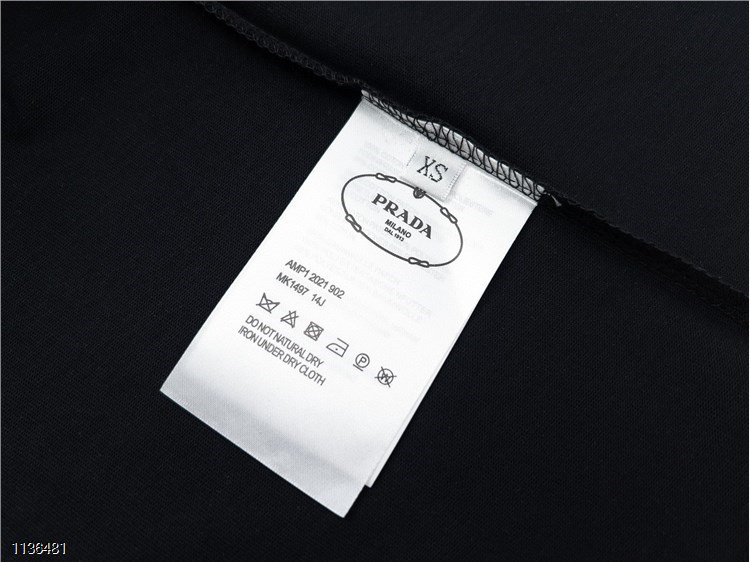 XS
PRADA
MILANO
DAL 1913
AMP1 2021 902
MK1497 14J
P
W
DO NOT NATURAL DRY
IRON UNDER DRY CLOTH
1136481